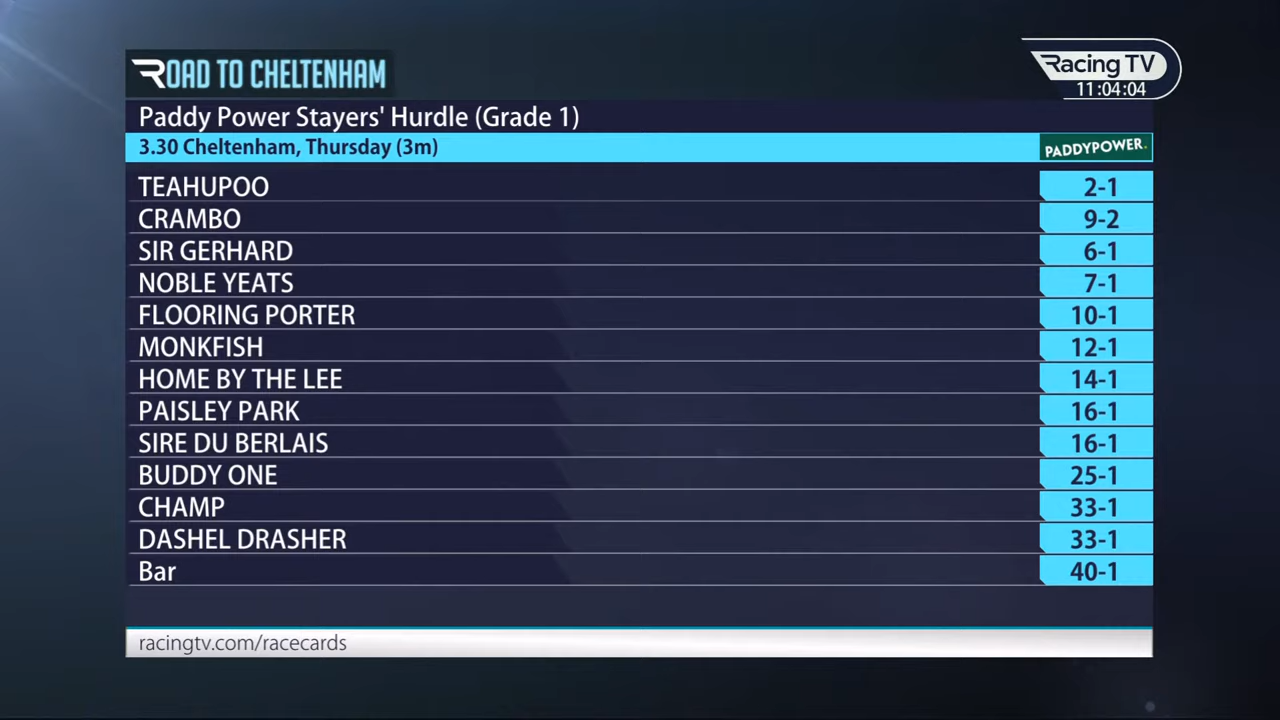 ROAD TO CHELTENHAM
Racing TV
11:04:04
Paddy Power Stayers' Hurdle (Grade 1)
3.30 Cheltenham, Thursday (3m) PADDYPOWER.
TEAHUPOO 2-1
CRAMBO 9-2
SIR GERHARD 6-1
NOBLE YEATS 7-1
FLOORING PORTER 10-1
MONKFISH 12-1
HOME BY THE LEE 14-1
PAISLEY PARK 16-1
SIRE DU BERLAIS 16-1
BUDDY ONE 25-1
CHAMP 33-1
DASHEL DRASHER 33-1
Bar 40-1
racingtv.com/racecards